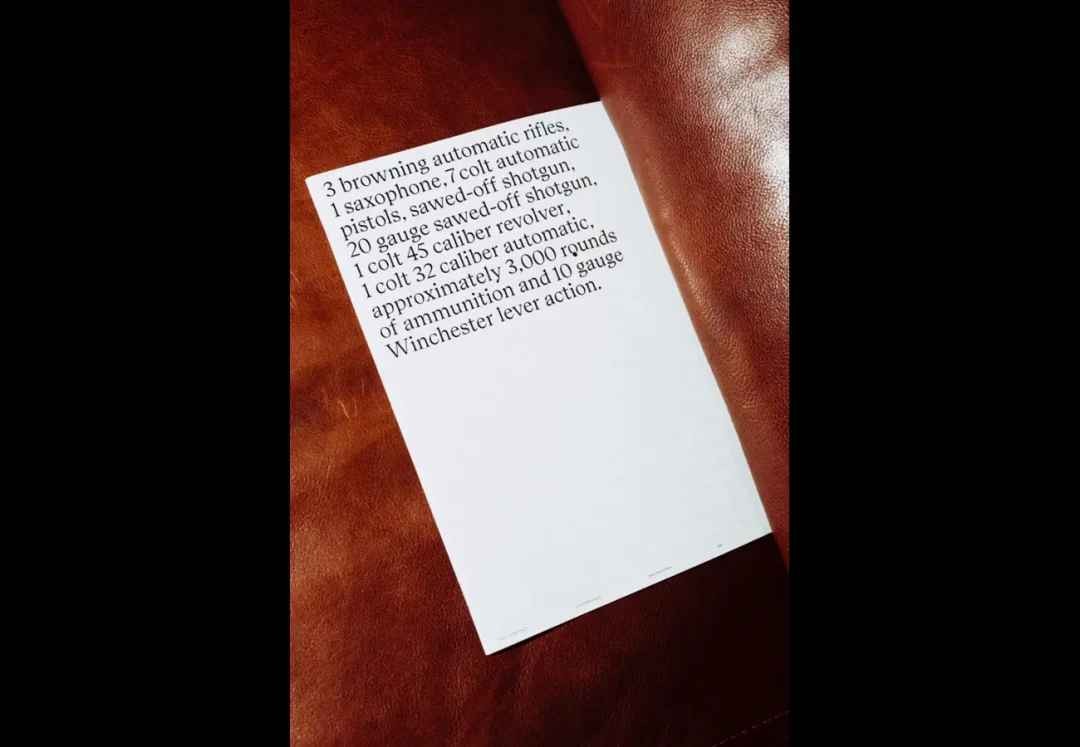 3 browning automatic rifles,
1 saxophone, 7 colt automatic
pistols, sawed-off shotgun,
20 gauge sawed-off shotgun,
1 colt 45 caliber revolver,
1 colt 32 caliber automatic,
approximately 3,000 rounds
of ammunition and 10 gauge
Winchester lever action.